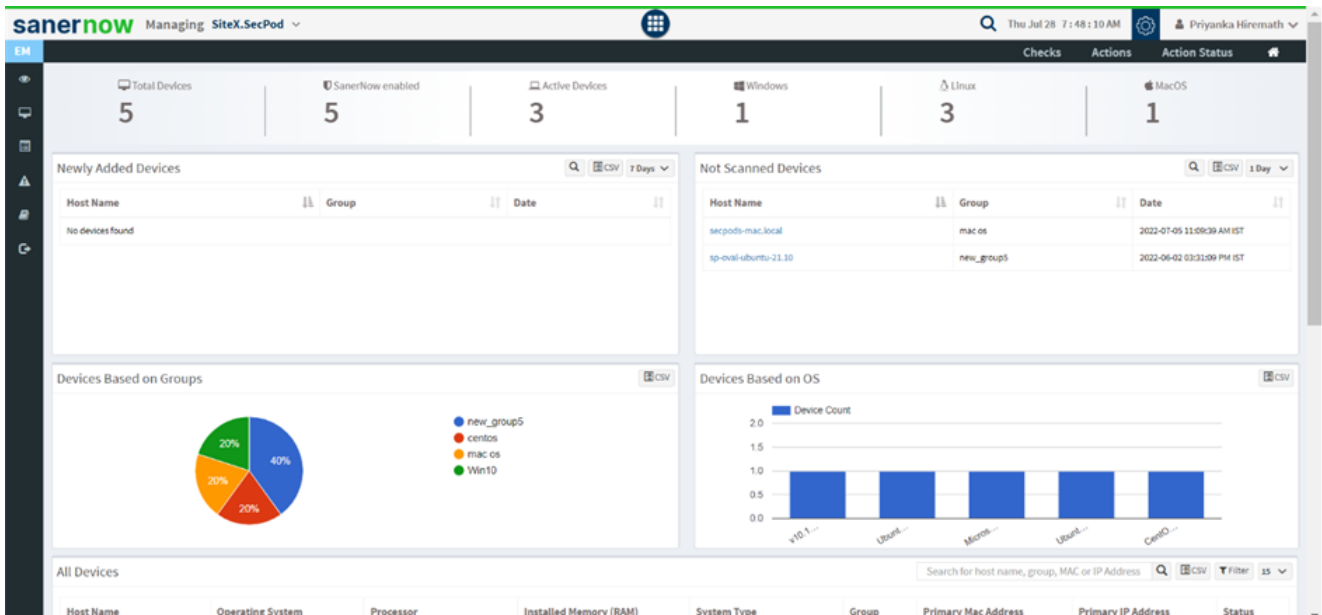 sanernow Managing SiteX.SecPod Thu Jul 28 7:48:10 AM Priyanka Hiremath
EM Checks Actions Action Status
Total Devices SanerNow enabled Active Devices Windows Linux MacOS
5 5 3 1 3 1
Newly Added Devices CSV 7 Days
Host Name Group Date
No devices found
Not Scanned Devices CSV 1 Day
Host Name Group Date
secpods-mac.local mac os 2022-07-05 11:09:39 AM IST
sp-oval-ubuntu-21.10 new_group5 2022-06-02 03:31:09 PM IST
Devices Based on Groups CSV
20%
40%
20%
20%
new_group5
centos
mac os
Win10
Devices Based on OS CSV
Device Count
2.0
1.5
1.0
0.5
0.0
v10.1... Ubunt... Micros... Ubunt... CentO...
All Devices Search for host name, group, MAC or IP Address CSV Filter 15
Host Name Operating System Processor Installed Memory (RAM) System Type Group Primary Mac Address Primary IP Address Status